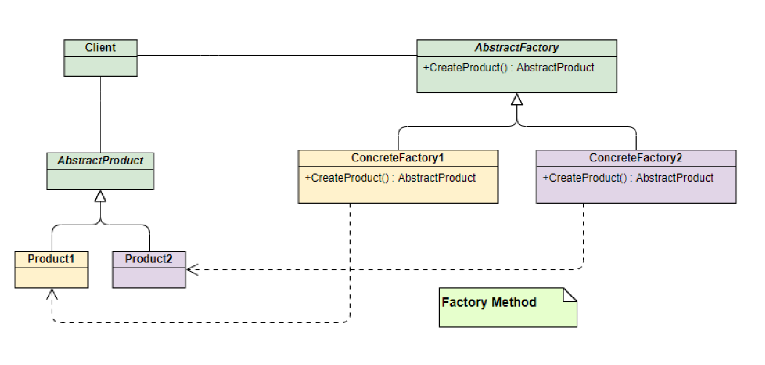 Client
AbstractFactory
+CreateProduct() : AbstractProduct
AbstractProduct
ConcreteFactory1
+CreateProduct() : AbstractProduct
ConcreteFactory2
+CreateProduct() : AbstractProduct
Product1
Product2
Factory Method